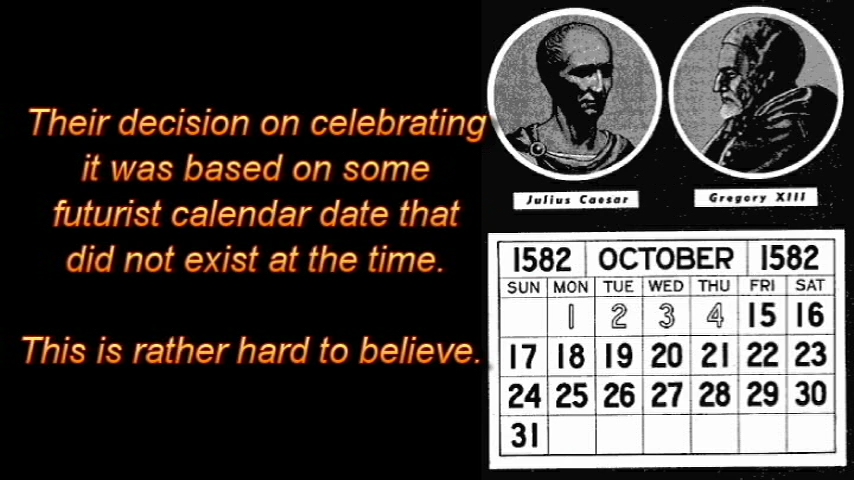 Their decision on celebrating
it was based on some
futurist calendar date that
did not exist at the time.
This is rather hard to believe.
Julius Caesar
Gregory XIII
1582 OCTOBER 1582
SUN MON TUE WED THU FRI SAT
1 2 3 4 15 16
17 18 19 20 21 22 23
24 25 26 27 28 29 30
31